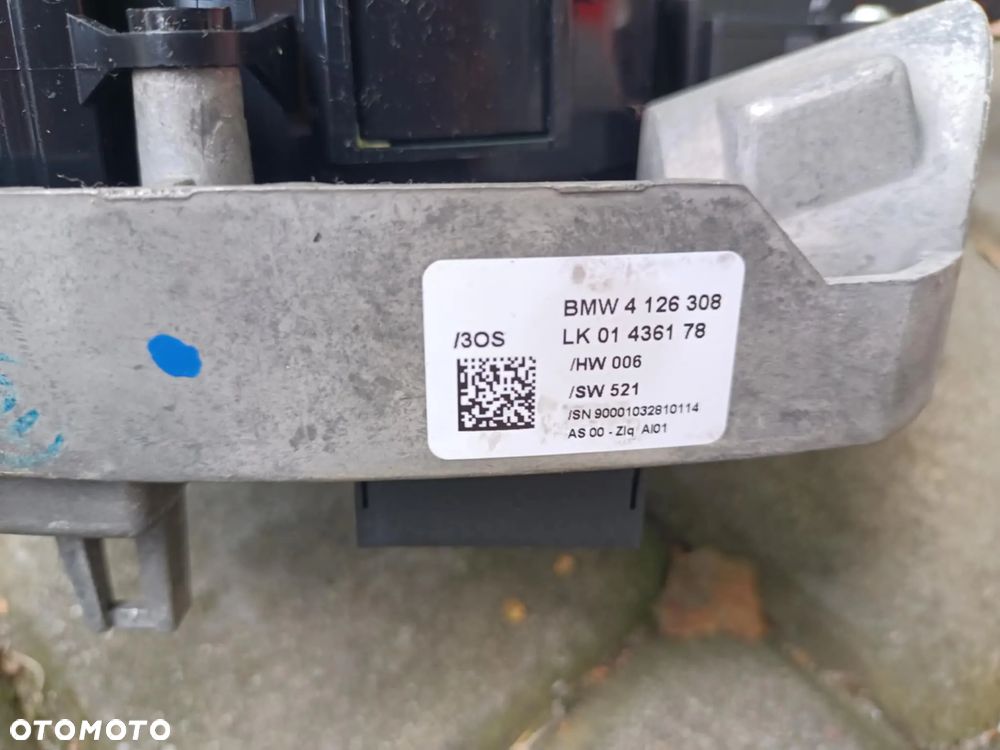 BMW 4 126 308
/3OS
LK 01 4361 78
/HW 006
/SW 521
/SN 90001032810114
AS 00 - ZIq AI01
OTOMOTO